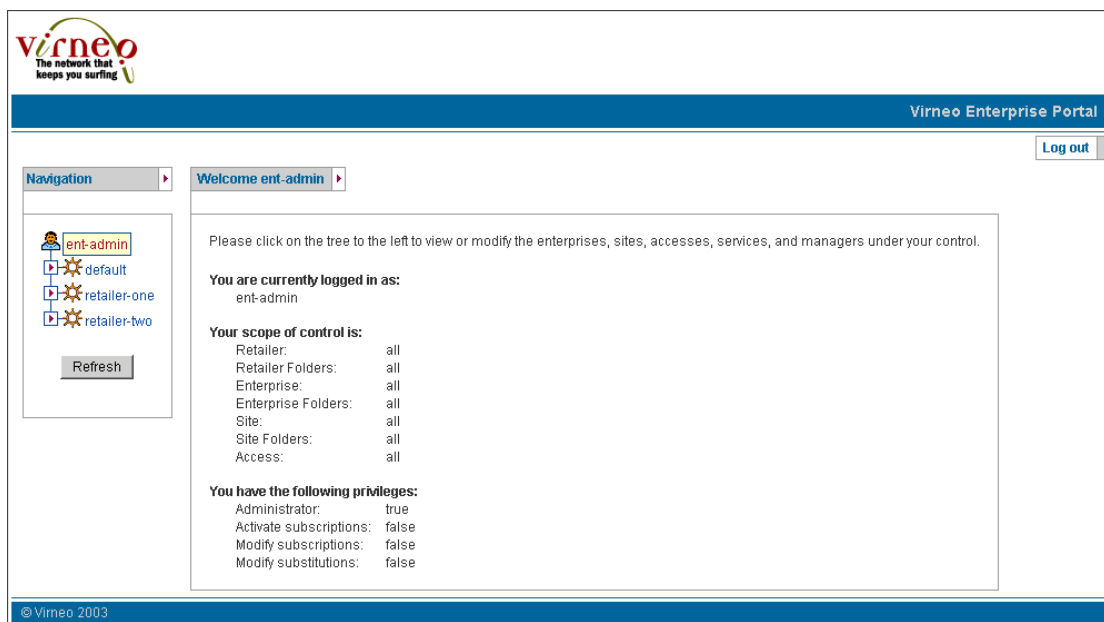 Virneo
The network that
keeps you surfing
Virneo Enterprise Portal
Log out
Navigation
Welcome ent-admin
ent-admin
default
retailer-one
retailer-two
Refresh
Please click on the tree to the left to view or modify the enterprises, sites, accesses, services, and managers under your control.
You are currently logged in as:
ent-admin
Your scope of control is:
Retailer: all
Retailer Folders: all
Enterprise: all
Enterprise Folders: all
Site: all
Site Folders: all
Access: all
You have the following privileges:
Administrator: true
Activate subscriptions: false
Modify subscriptions: false
Modify substitutions: false
© Virneo 2003